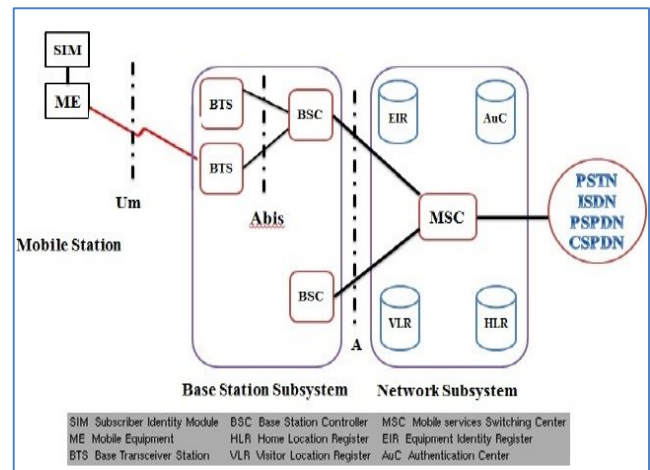 SIM
ME
Um
Mobile Station
BTS
BTS
Abis
BSC
BSC
Base Station Subsystem
A
EIR
AuC
MSC
VLR
HLR
Network Subsystem
PSTN
ISDN
PSPDN
CSPDN
SIM Subscriber Identity Module BSC Base Station Controller MSC Mobile services Switching Center
ME Mobile Equipment HLR Home Location Register EIR Equipment Identity Register
BTS Base Transceiver Station VLR Visitor Location Register AuC Authentication Center